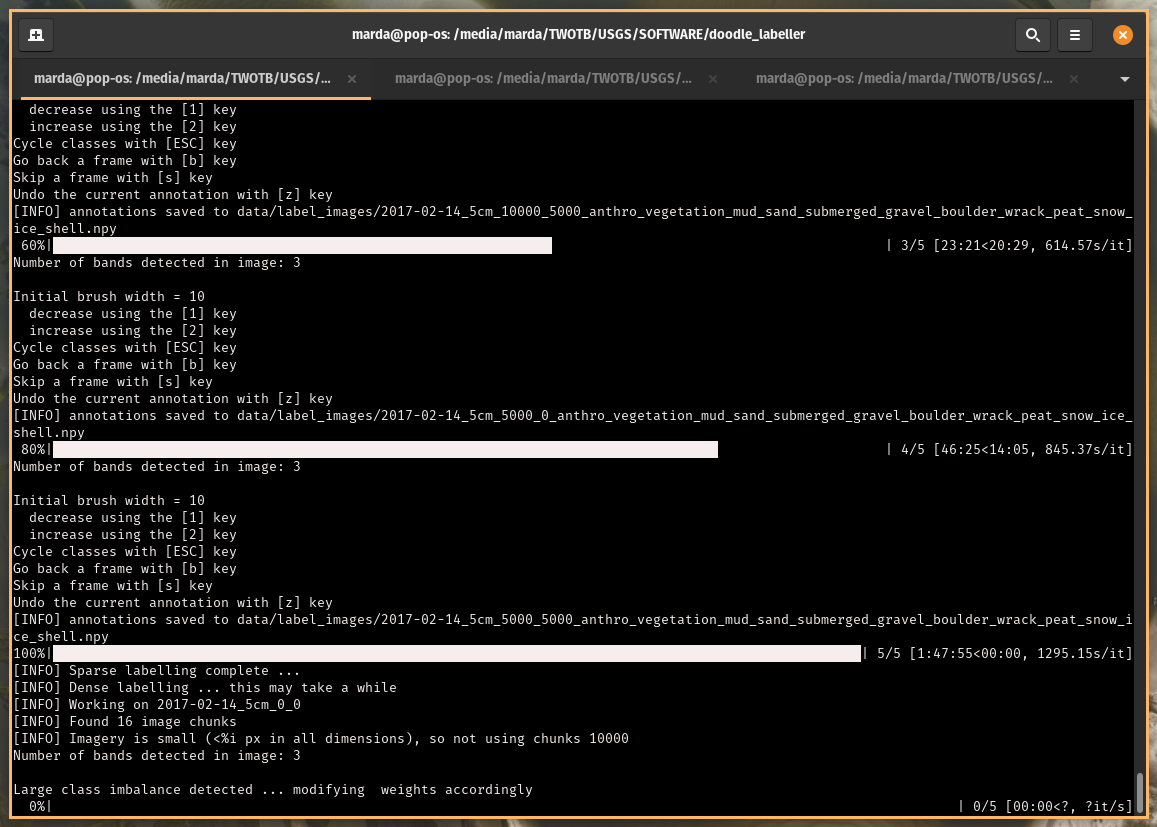 marda@pop-os: /media/marda/TWOTB/USGS/SOFTWARE/doodle_labeller
marda@pop-os: /media/marda/TWOTB/USGS/... × marda@pop-os: /media/marda/TWOTB/USGS/... × marda@pop-os: /media/marda/TWOTB/USGS/... ×
  decrease using the [1] key
  increase using the [2] key
Cycle classes with [ESC] key
Go back a frame with [b] key
Skip a frame with [s] key
Undo the current annotation with [z] key
[INFO] annotations saved to data/label_images/2017-02-14_5cm_10000_5000_anthro_vegetation_mud_sand_submerged_gravel_boulder_wrack_peat_snow_
ice_shell.npy
 60%| | 3/5 [23:21<20:29, 614.57s/it]
Number of bands detected in image: 3
Initial brush width = 10
  decrease using the [1] key
  increase using the [2] key
Cycle classes with [ESC] key
Go back a frame with [b] key
Skip a frame with [s] key
Undo the current annotation with [z] key
[INFO] annotations saved to data/label_images/2017-02-14_5cm_5000_0_anthro_vegetation_mud_sand_submerged_gravel_boulder_wrack_peat_snow_ice_
shell.npy
 80%| | 4/5 [46:25<14:05, 845.37s/it]
Number of bands detected in image: 3
Initial brush width = 10
  decrease using the [1] key
  increase using the [2] key
Cycle classes with [ESC] key
Go back a frame with [b] key
Skip a frame with [s] key
Undo the current annotation with [z] key
[INFO] annotations saved to data/label_images/2017-02-14_5cm_5000_5000_anthro_vegetation_mud_sand_submerged_gravel_boulder_wrack_peat_snow_i
ce_shell.npy
100%| | 5/5 [1:47:55<00:00, 1295.15s/it]
[INFO] Sparse labelling complete ...
[INFO] Dense labelling ... this may take a while
[INFO] Working on 2017-02-14_5cm_0_0
[INFO] Found 16 image chunks
[INFO] Imagery is small (<%i px in all dimensions), so not using chunks 10000
Number of bands detected in image: 3
Large class imbalance detected ... modifying  weights accordingly
  0%| | 0/5 [00:00<?, ?it/s]